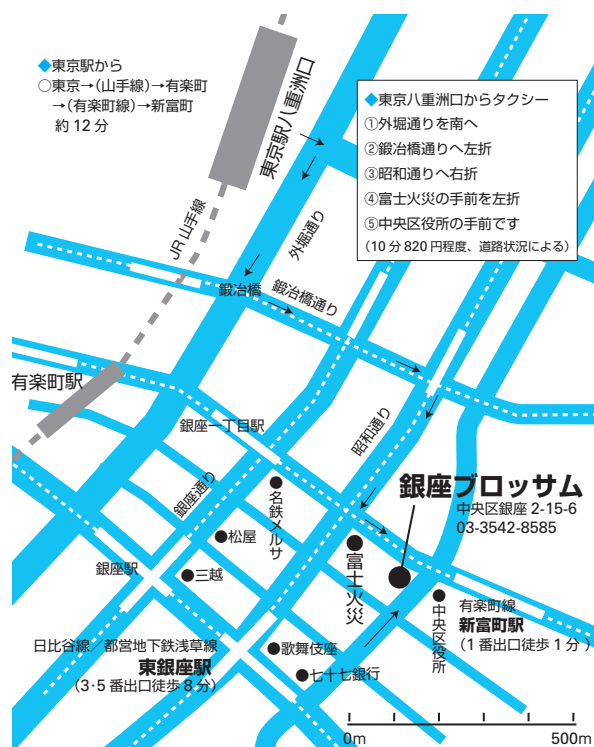 ◆東京駅から
○東京→(山手線)→有楽町
→(有楽町線)→新富町
約12分
東京駅八重洲口
◆東京八重洲口からタクシー
①外堀通りを南へ
②鍛冶橋通りへ左折
③昭和通りへ右折
④富士火災の手前を左折
⑤中央区役所の手前です
(10分820円程度、道路状況による)
JR山手線
外堀通り
鍛冶橋
鍛冶橋通り
有楽町駅
銀座一丁目駅
昭和通り
銀座通り
名鉄メルサ
銀座ブロッサム
中央区銀座 2-15-6
03-3542-8585
松屋
富士火災
銀座駅
三越
中央区役所
有楽町線
新富町駅
(1番出口徒歩1分)
日比谷線/都営地下鉄浅草線
東銀座駅
(3·5番出口徒歩8分)
歌舞伎座
七十七銀行
0m
500m